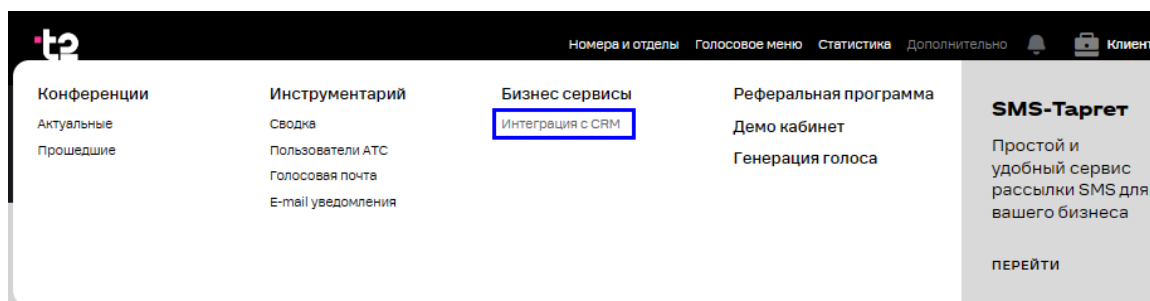 t2
Номера и отделы Голосовое меню Статистика Дополнительно Клиент
Конференции
Актуальные
Прошедшие
Инструментарий
Сводка
Пользователи АТС
Голосовая почта
E-mail уведомления
Бизнес сервисы
Интеграция с CRM
Реферальная программа
Демо кабинет
Генерация голоса
SMS-Таргет
Простой и
удобный сервис
рассылки SMS для
вашего бизнеса
ПЕРЕЙТИ